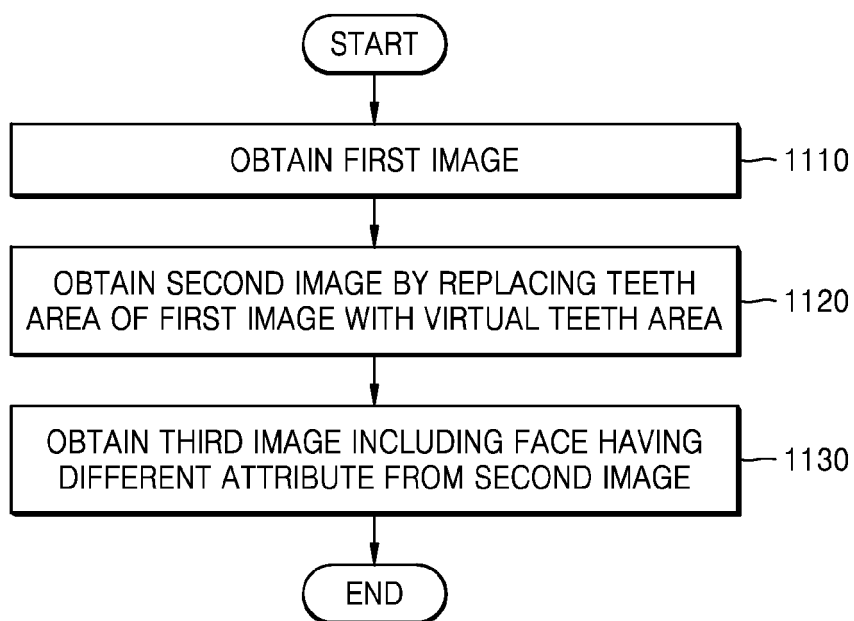 START
OBTAIN FIRST IMAGE
1110
OBTAIN SECOND IMAGE BY REPLACING TEETH
AREA OF FIRST IMAGE WITH VIRTUAL TEETH AREA
1120
OBTAIN THIRD IMAGE INCLUDING FACE HAVING
DIFFERENT ATTRIBUTE FROM SECOND IMAGE
1130
END